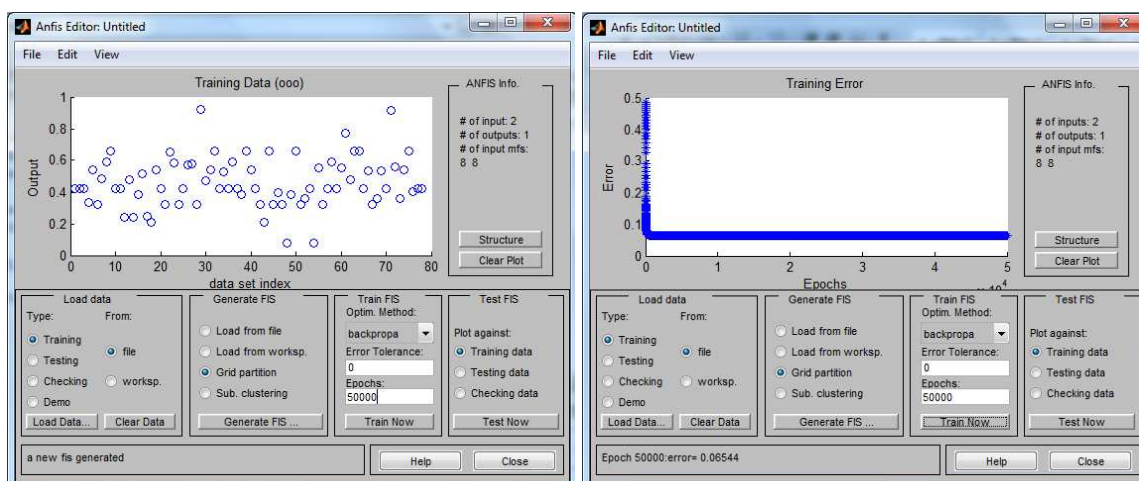 Anfis Editor: Untitled
File Edit View
Training Data (ooo)
Output
1
0.8
0.6
0.4
0.2
0
0 10 20 30 40 50 60 70 80
data set index
ANFIS Info.
# of input: 2
# of outputs: 1
# of input mfs:
8 8
Structure
Clear Plot
Load data
Type: From:
Training
Testing
Checking
Demo
file
worksp.
Load Data... Clear Data
Generate FIS
Load from file
Load from worksp.
Grid partition
Sub. clustering
Generate FIS ...
Train FIS
Optim. Method:
backpropa
Error Tolerance:
0
Epochs:
50000
Train Now
Test FIS
Plot against:
Training data
Testing data
Checking data
Test Now
a new fis generated
Help Close
Anfis Editor: Untitled
File Edit View
Training Error
Error
0.5
0.4
0.3
0.2
0.1
0
0 1 2 3 4 5
Epochs
ANFIS Info.
# of inputs: 2
# of outputs: 1
# of input mfs:
8 8
Structure
Clear Plot
Load data
Type: From:
Training
Testing
Checking
Demo
file
worksp.
Load Data... Clear Data
Generate FIS
Load from file
Load from worksp.
Grid partition
Sub. clustering
Generate FIS ...
Train FIS
Optim. Method:
backpropa
Error Tolerance:
0
Epochs:
50000
Train Now
Test FIS
Plot against:
Training data
Testing data
Checking data
Test Now
Epoch 50000:error= 0.06544
Help Close